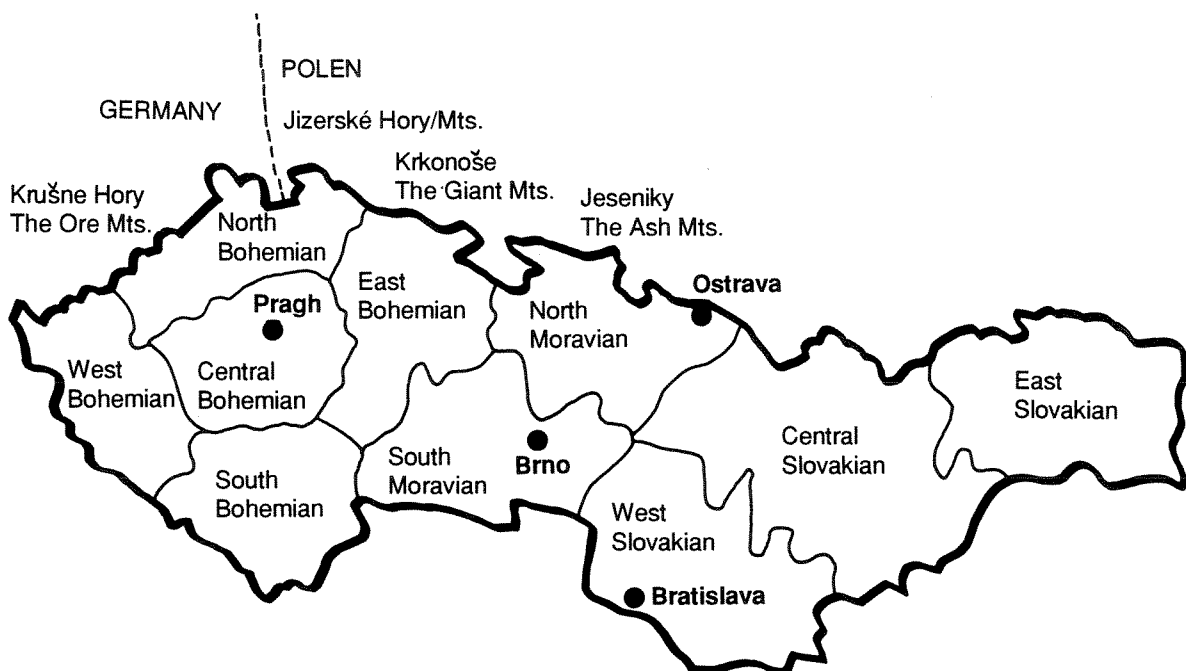 POLEN
GERMANY
Jizerské Hory/Mts.
Krkonoše
The Giant Mts.
Krušne Hory
The Ore Mts.
Jeseniky
The Ash Mts.
North
Bohemian
East
Bohemian
Pragh
Ostrava
North
Moravian
West
Bohemian
Central
Bohemian
East
Slovakian
Central
Slovakian
South
Moravian
Brno
South
Bohemian
West
Slovakian
Bratislava